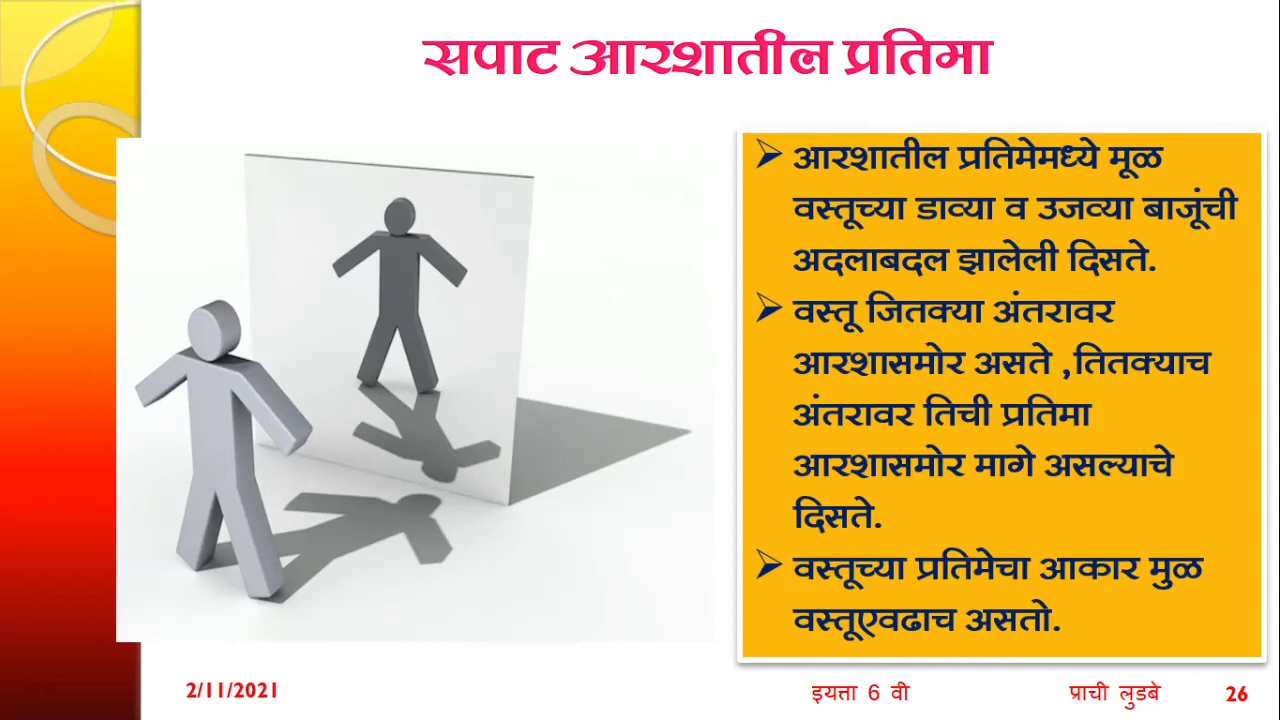 सपाट आरशातील प्रतिमा
➢ आरशातील प्रतिमेमध्ये मूळ
वस्तूच्या डाव्या व उजव्या बाजूंची
अदलाबदल झालेली दिसते.
➢ वस्तू जितक्या अंतरावर
आरशासमोर असते ,तितक्याच
अंतरावर तिची प्रतिमा
आरशासमोर मागे असल्याचे
दिसते.
➢ वस्तूच्या प्रतिमेचा आकार मुळ
वस्तूएवढाच असतो.
2/11/2021 इयत्ता 6 वी प्राची लुडबे 26